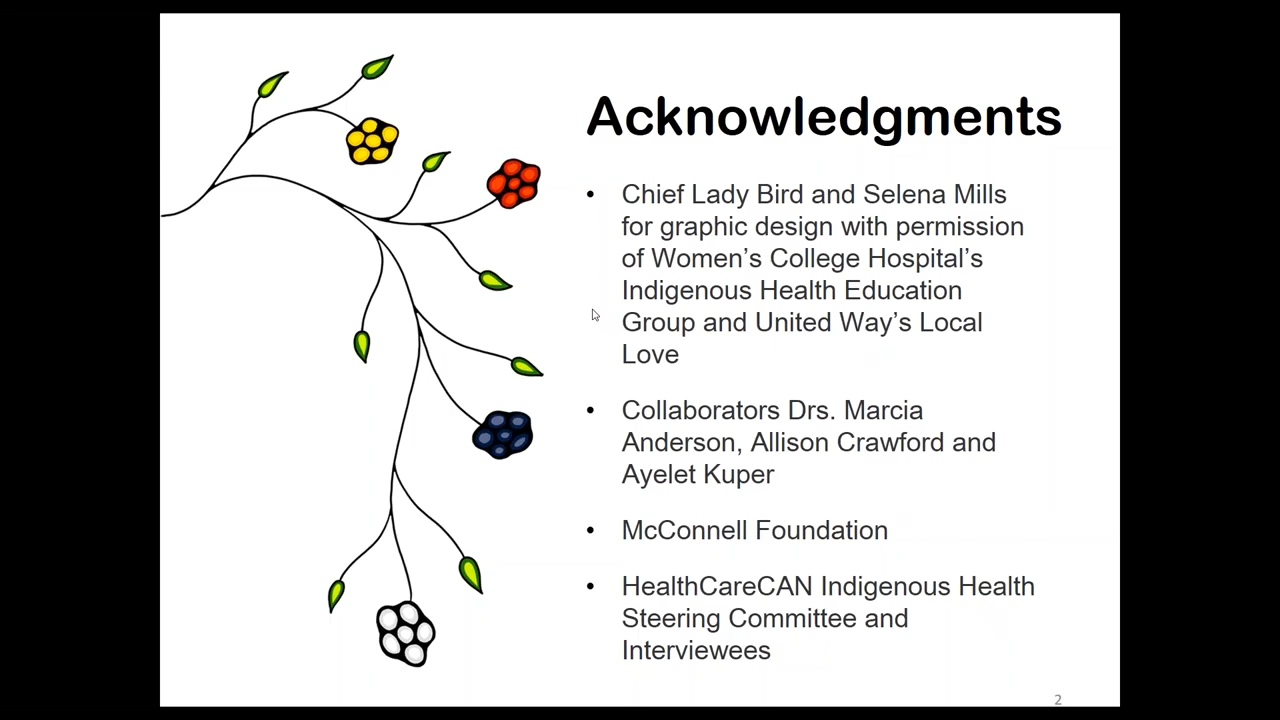 Acknowledgments
• Chief Lady Bird and Selena Mills
for graphic design with permission
of Women’s College Hospital’s
Indigenous Health Education
Group and United Way’s Local
Love
• Collaborators Drs. Marcia
Anderson, Allison Crawford and
Ayelet Kuper
• McConnell Foundation
• HealthCareCAN Indigenous Health
Steering Committee and
Interviewees
2